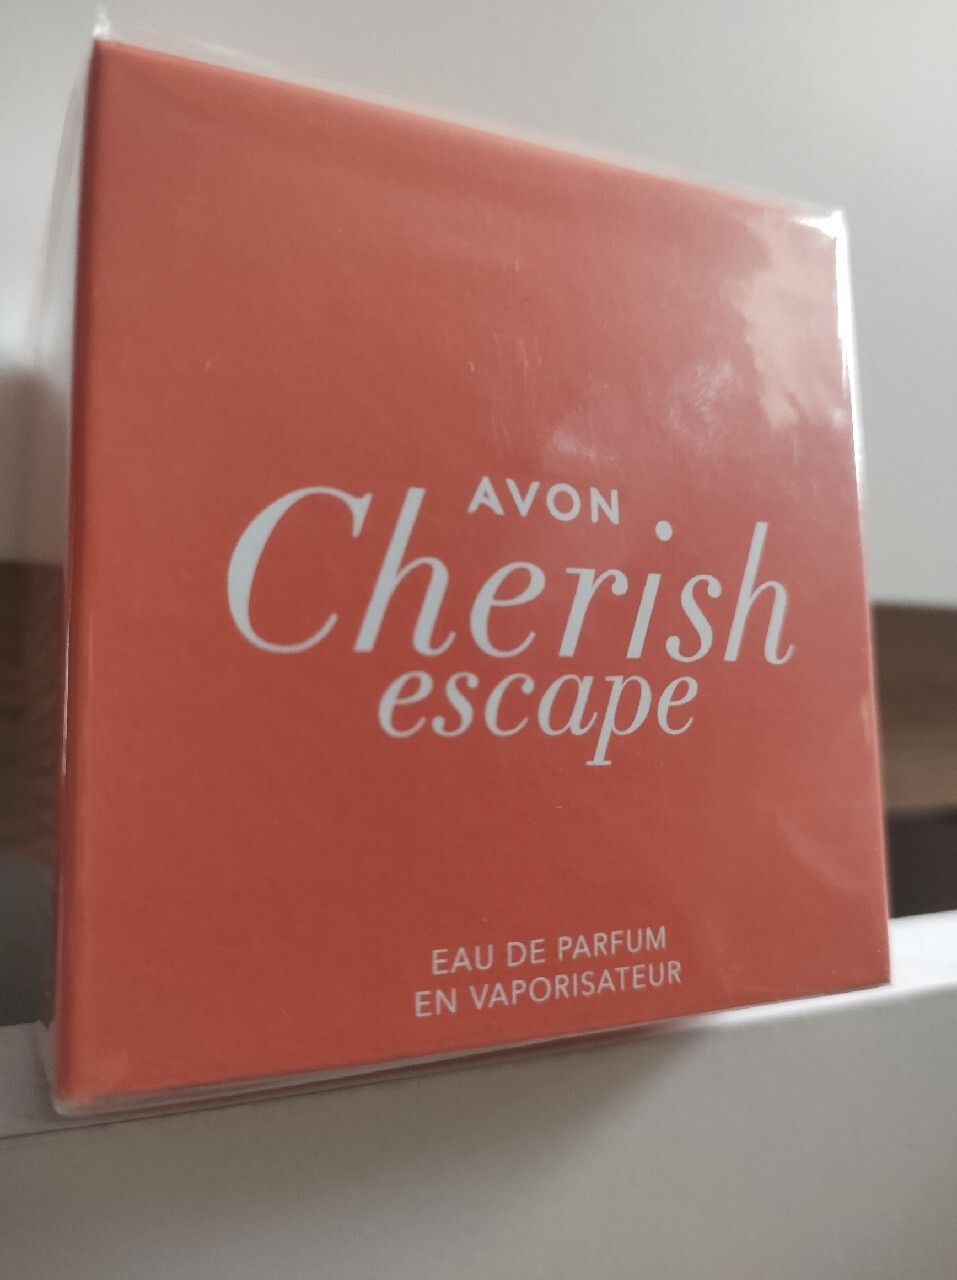 AVON
Cherish
escape
EAU DE PARFUM
EN VAPORISATEUR